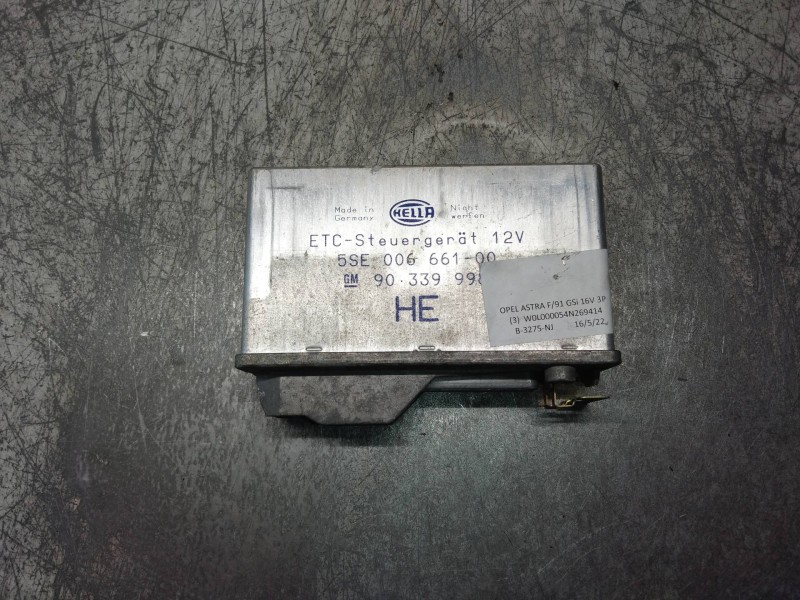 Made in
Germany
HELLA
Nicht
werfen
ETC-Steuergerät 12V
5SE 006 661-00
GM 90 339 998
HE
OPEL ASTRA F/91 GSi 16V 3P
(3) W0L000054N269414
B-3275-NJ 16/5/22